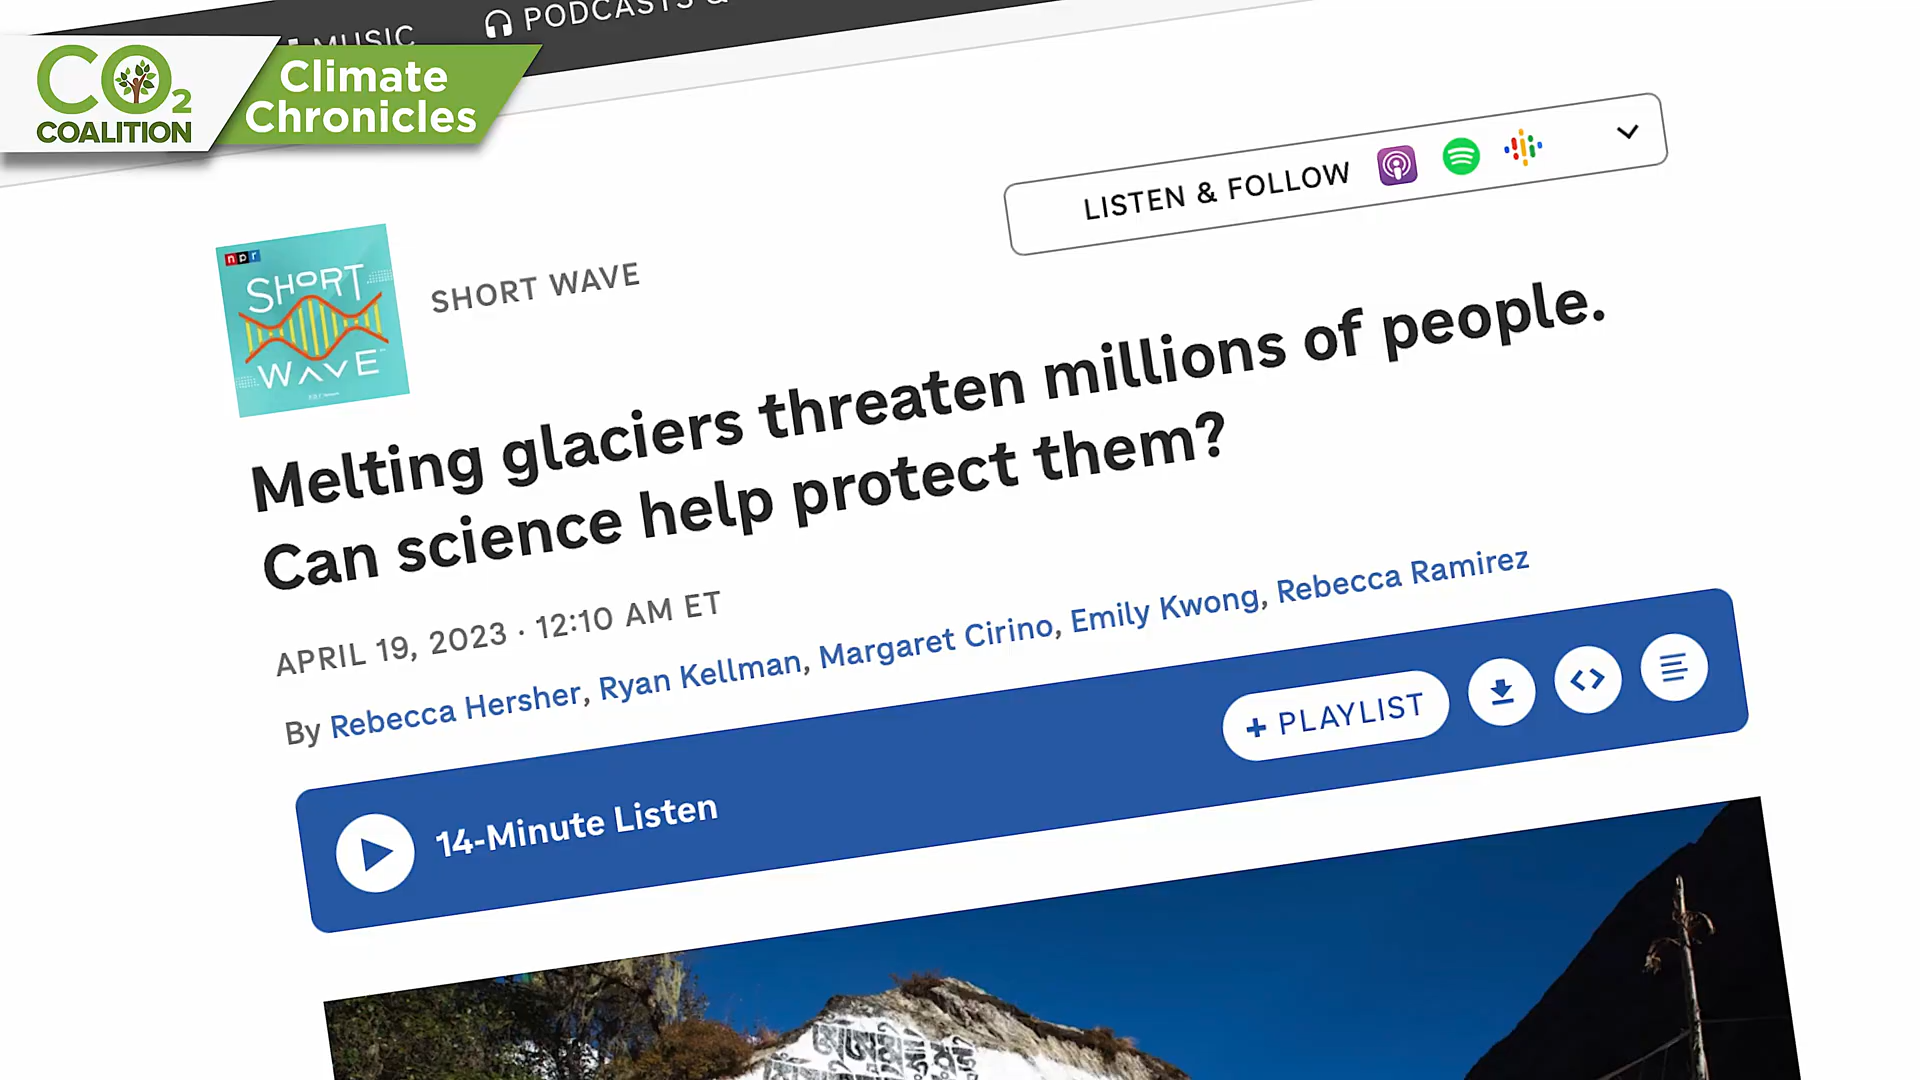 MUSIC
PODCASTS &
CO2
COALITION
Climate
Chronicles
LISTEN & FOLLOW
npr
SHORT
WAVE
SHORT WAVE
Melting glaciers threaten millions of people.
Can science help protect them?
APRIL 19, 2023 · 12:10 AM ET
By Rebecca Hersher, Ryan Kellman, Margaret Cirino, Emily Kwong, Rebecca Ramirez
14-Minute Listen
+ PLAYLIST